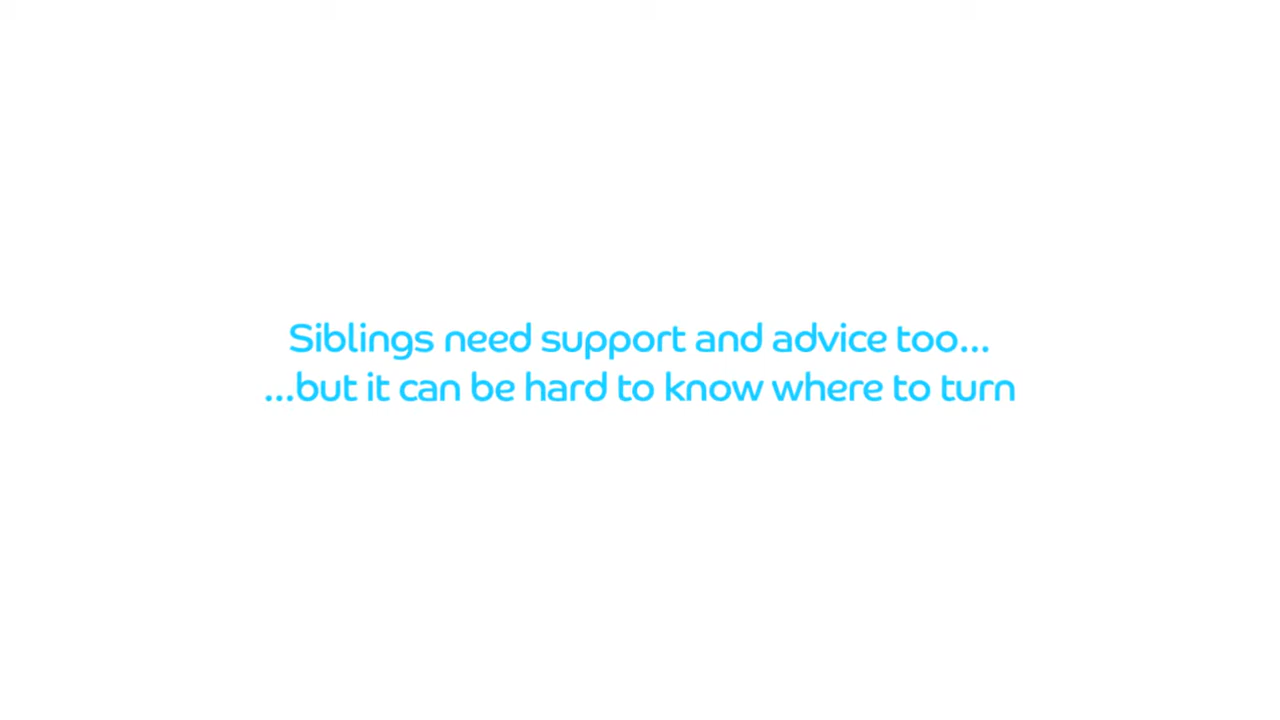 Siblings need support and advice too...
...but it can be hard to know where to turn